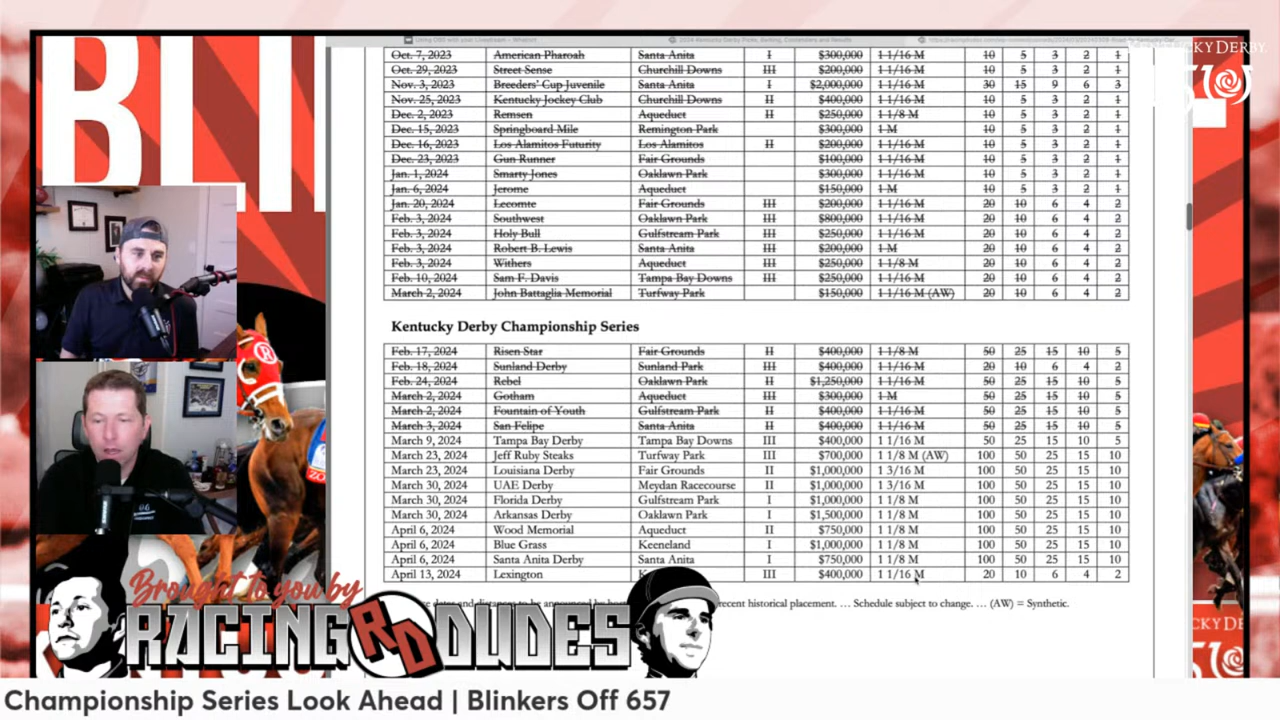 BL
KENTUCKY DERBY.
Oct. 7, 2023 American Pharoah Santa Anita I $300,000 1 1/16 M 10 5 3 2 1
Oct. 29, 2023 Street Sense Churchill Downs III $200,000 1 1/16 M 10 5 3 2 1
Nov. 3, 2023 Breeders' Cup Juvenile Santa Anita I $2,000,000 1 1/16 M 30 15 9 6 3
Nov. 25, 2023 Kentucky Jockey Club Churchill Downs II $400,000 1 1/16 M 10 5 3 2 1
Dec. 2, 2023 Remsen Aqueduct II $250,000 1 1/8 M 10 5 3 2 1
Dec. 15, 2023 Springboard Mile Remington Park $300,000 1 M 10 5 3 2 1
Dec. 16, 2023 Los Alamitos Futurity Los Alamitos II $200,000 1 1/16 M 10 5 3 2 1
Dec. 23, 2023 Gun Runner Fair Grounds $100,000 1 1/16 M 10 5 3 2 1
Jan. 1, 2024 Smarty Jones Oaklawn Park $300,000 1 1/16 M 10 5 3 2 1
Jan. 6, 2024 Jerome Aqueduct $150,000 1 M 10 5 3 2 1
Jan. 20, 2024 Lecomte Fair Grounds III $200,000 1 1/16 M 20 10 6 4 2
Feb. 3, 2024 Southwest Oaklawn Park III $800,000 1 1/16 M 20 10 6 4 2
Feb. 3, 2024 Holy Bull Gulfstream Park III $250,000 1 1/16 M 20 10 6 4 2
Feb. 3, 2024 Robert B. Lewis Santa Anita III $200,000 1 M 20 10 6 4 2
Feb. 3, 2024 Withers Aqueduct III $250,000 1 1/8 M 20 10 6 4 2
Feb. 10, 2024 Sam F. Davis Tampa Bay Downs III $250,000 1 1/16 M 20 10 6 4 2
March 2, 2024 John Battaglia Memorial Turfway Park $150,000 1 1/16 M (AW) 20 10 6 4 2
Kentucky Derby Championship Series
Feb. 17, 2024 Risen Star Fair Grounds II $400,000 1 1/8 M 50 25 15 10 5
Feb. 18, 2024 Sunland Derby Sunland Park III $400,000 1 1/16 M 20 10 6 4 2
Feb. 24, 2024 Rebel Oaklawn Park II $1,250,000 1 1/16 M 50 25 15 10 5
March 2, 2024 Gotham Aqueduct III $300,000 1 M 50 25 15 10 5
March 2, 2024 Fountain of Youth Gulfstream Park II $400,000 1 1/16 M 50 25 15 10 5
March 3, 2024 San Felipe Santa Anita II $400,000 1 1/16 M 50 25 15 10 5
March 9, 2024 Tampa Bay Derby Tampa Bay Downs III $400,000 1 1/16 M 50 25 15 10 5
March 23, 2024 Jeff Ruby Steaks Turfway Park III $700,000 1 1/8 M (AW) 100 50 25 15 10
March 23, 2024 Louisiana Derby Fair Grounds II $1,000,000 1 3/16 M 100 50 25 15 10
March 30, 2024 UAE Derby Meydan Racecourse II $1,000,000 1 3/16 M 100 50 25 15 10
March 30, 2024 Florida Derby Gulfstream Park I $1,000,000 1 1/8 M 100 50 25 15 10
March 30, 2024 Arkansas Derby Oaklawn Park I $1,500,000 1 1/8 M 100 50 25 15 10
April 6, 2024 Wood Memorial Aqueduct II $750,000 1 1/8 M 100 50 25 15 10
April 6, 2024 Blue Grass Keeneland I $1,000,000 1 1/8 M 100 50 25 15 10
April 6, 2024 Santa Anita Derby Santa Anita I $750,000 1 1/8 M 100 50 25 15 10
April 13, 2024 Lexington III $400,000 1 1/16 M 20 10 6 4 2
dates and distances to be announced recent historical placement. ... Schedule subject to change. ... (AW) = Synthetic.
Brought to you by
RACING RD DUDES
Championship Series Look Ahead | Blinkers Off 657